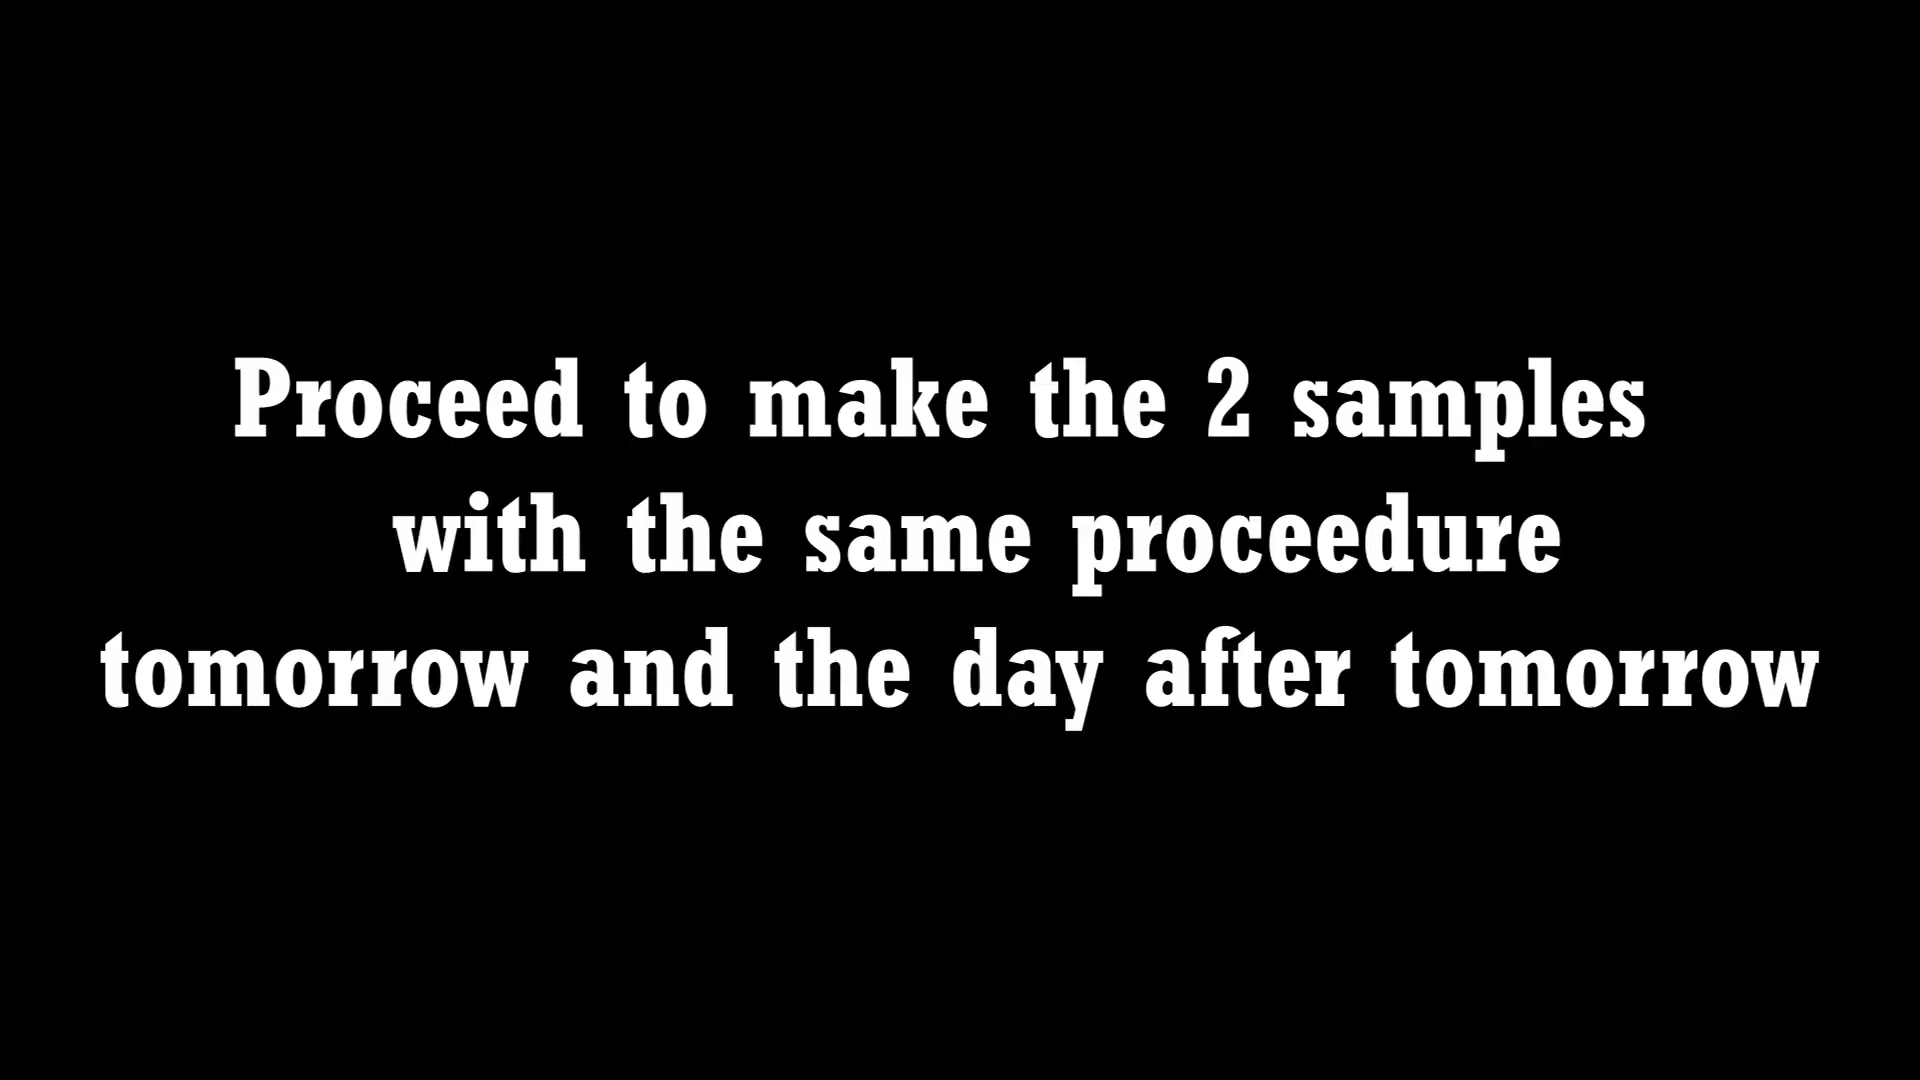 Proceed to make the 2 samples
with the same proceedure
tomorrow and the day after tomorrow